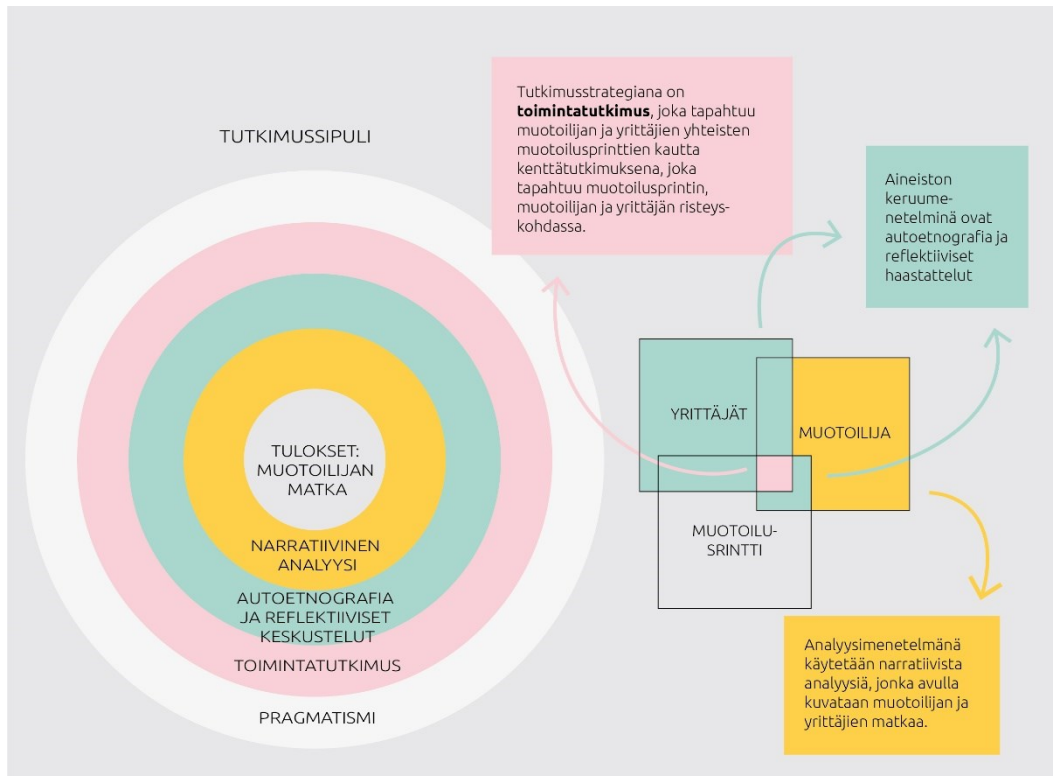 TUTKIMUSSIPULI
TULOKSET:
MUOTOILIJAN
MATKA
NARRATIIVINEN
ANALYYSI
AUTOETNOGRAFIA
JA REFLEKTIIVISET
KESKUSTELUT
TOIMINTATUTKIMUS
PRAGMATISMI
Tutkimusstrategiana on
toimintatutkimus, joka tapahtuu
muotoilijan ja yrittäjien yhteisten
muotoilusprinttien kautta
kenttätutkimuksena, joka
tapahtuu muotoilusprintin,
muotoilijan ja yrittäjän risteys-
kohdassa.
Aineiston
keruume-
netelminä ovat
autoetnografia ja
reflektiiviset
haastattelut
YRITTÄJÄT
MUOTOILIJA
MUOTOILU-
SRINTTI
Analyysimenetelmänä
käytetään narratiivista
analyysiä, jonka avulla
kuvataan muotoilijan ja
yrittäjien matkaa.